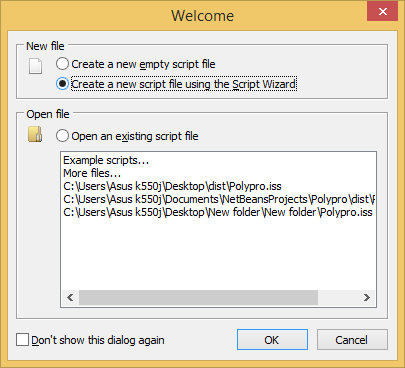 Welcome
New file
Create a new empty script file
Create a new script file using the Script Wizard
Open file
Open an existing script file
Example scripts...
More files...
C:\Users\Asus k550j\Desktop\dist\Polypro.iss
C:\Users\Asus k550j\Documents\NetBeansProjects\Polypro\dist\
C:\Users\Asus k550j\Desktop\New folder\New folder\Polypro.iss
Don't show this dialog again
OK
Cancel